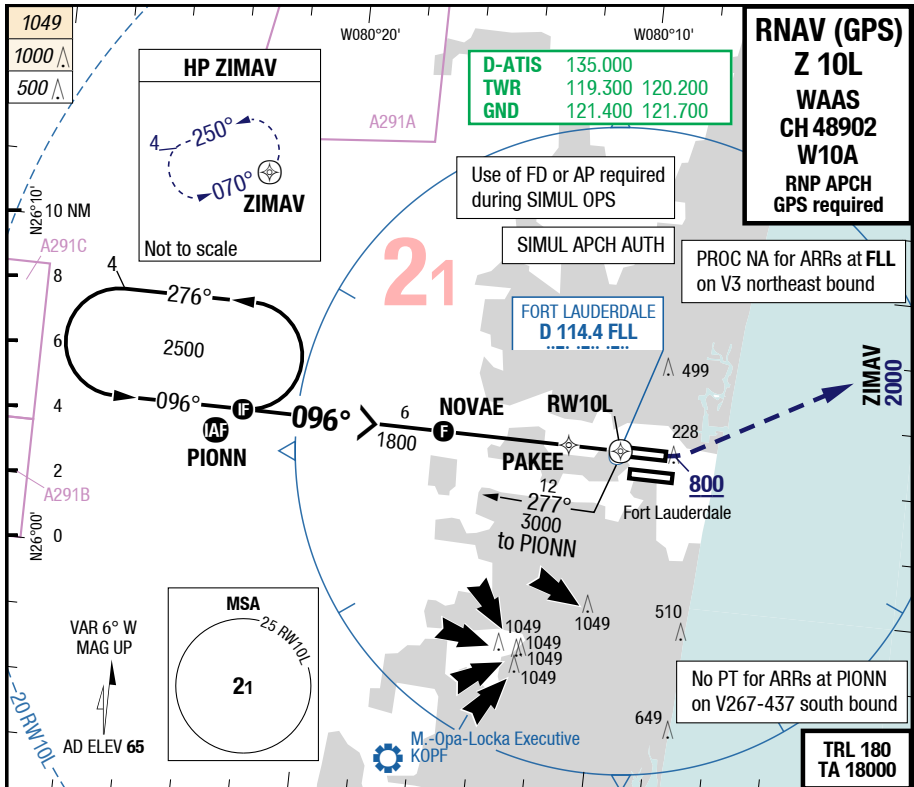 1049
1000
500
W080°20'
W080°10'
RNAV (GPS)
Z 10L
WAAS
CH 48902
W10A
RNP APCH
GPS required
HP ZIMAV
4
250°
070°
ZIMAV
Not to scale
A291A
D-ATIS 135.000
TWR 119.300 120.200
GND 121.400 121.700
Use of FD or AP required
during SIMUL OPS
SIMUL APCH AUTH
PROC NA for ARRs at FLL
on V3 northeast bound
N26°10'
10 NM
A291C
8
6
4
2
0
A291B
N26°00'
21
4
276°
2500
096°
IF
IAF
PIONN
096°
6
1800
NOVAE
F
FORT LAUDERDALE
D 114.4 FLL
RW10L
PAKEE
499
228
800
ZIMAV
2000
12
277°
3000
to PIONN
Fort Lauderdale
1049
1049
1049
1049
1049
510
649
VAR 6° W
MAG UP
AD ELEV 65
20 RW10L
MSA
25 RW10L
21
M.-Opa-Locka Executive
KOPF
No PT for ARRs at PIONN
on V267-437 south bound
TRL 180
TA 18000